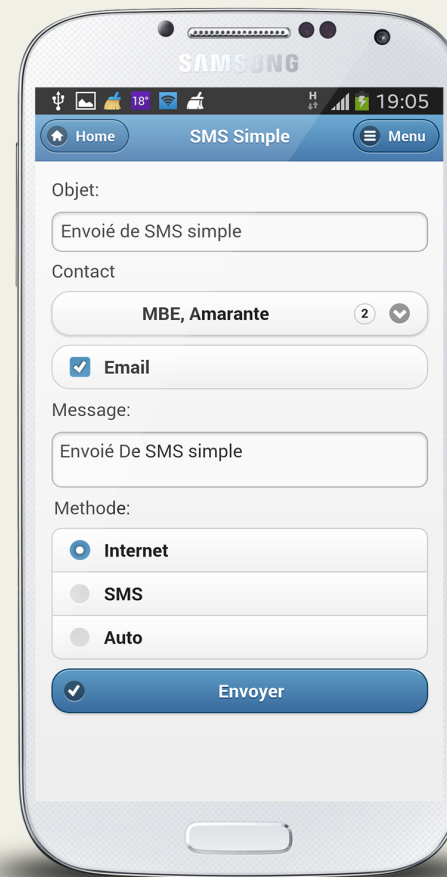 SAMSUNG
18° H 19:05
Home SMS Simple Menu
Objet:
Envoié de SMS simple
Contact
MBE, Amarante 2
Email
Message:
Envoié De SMS simple
Methode:
Internet
SMS
Auto
Envoyer